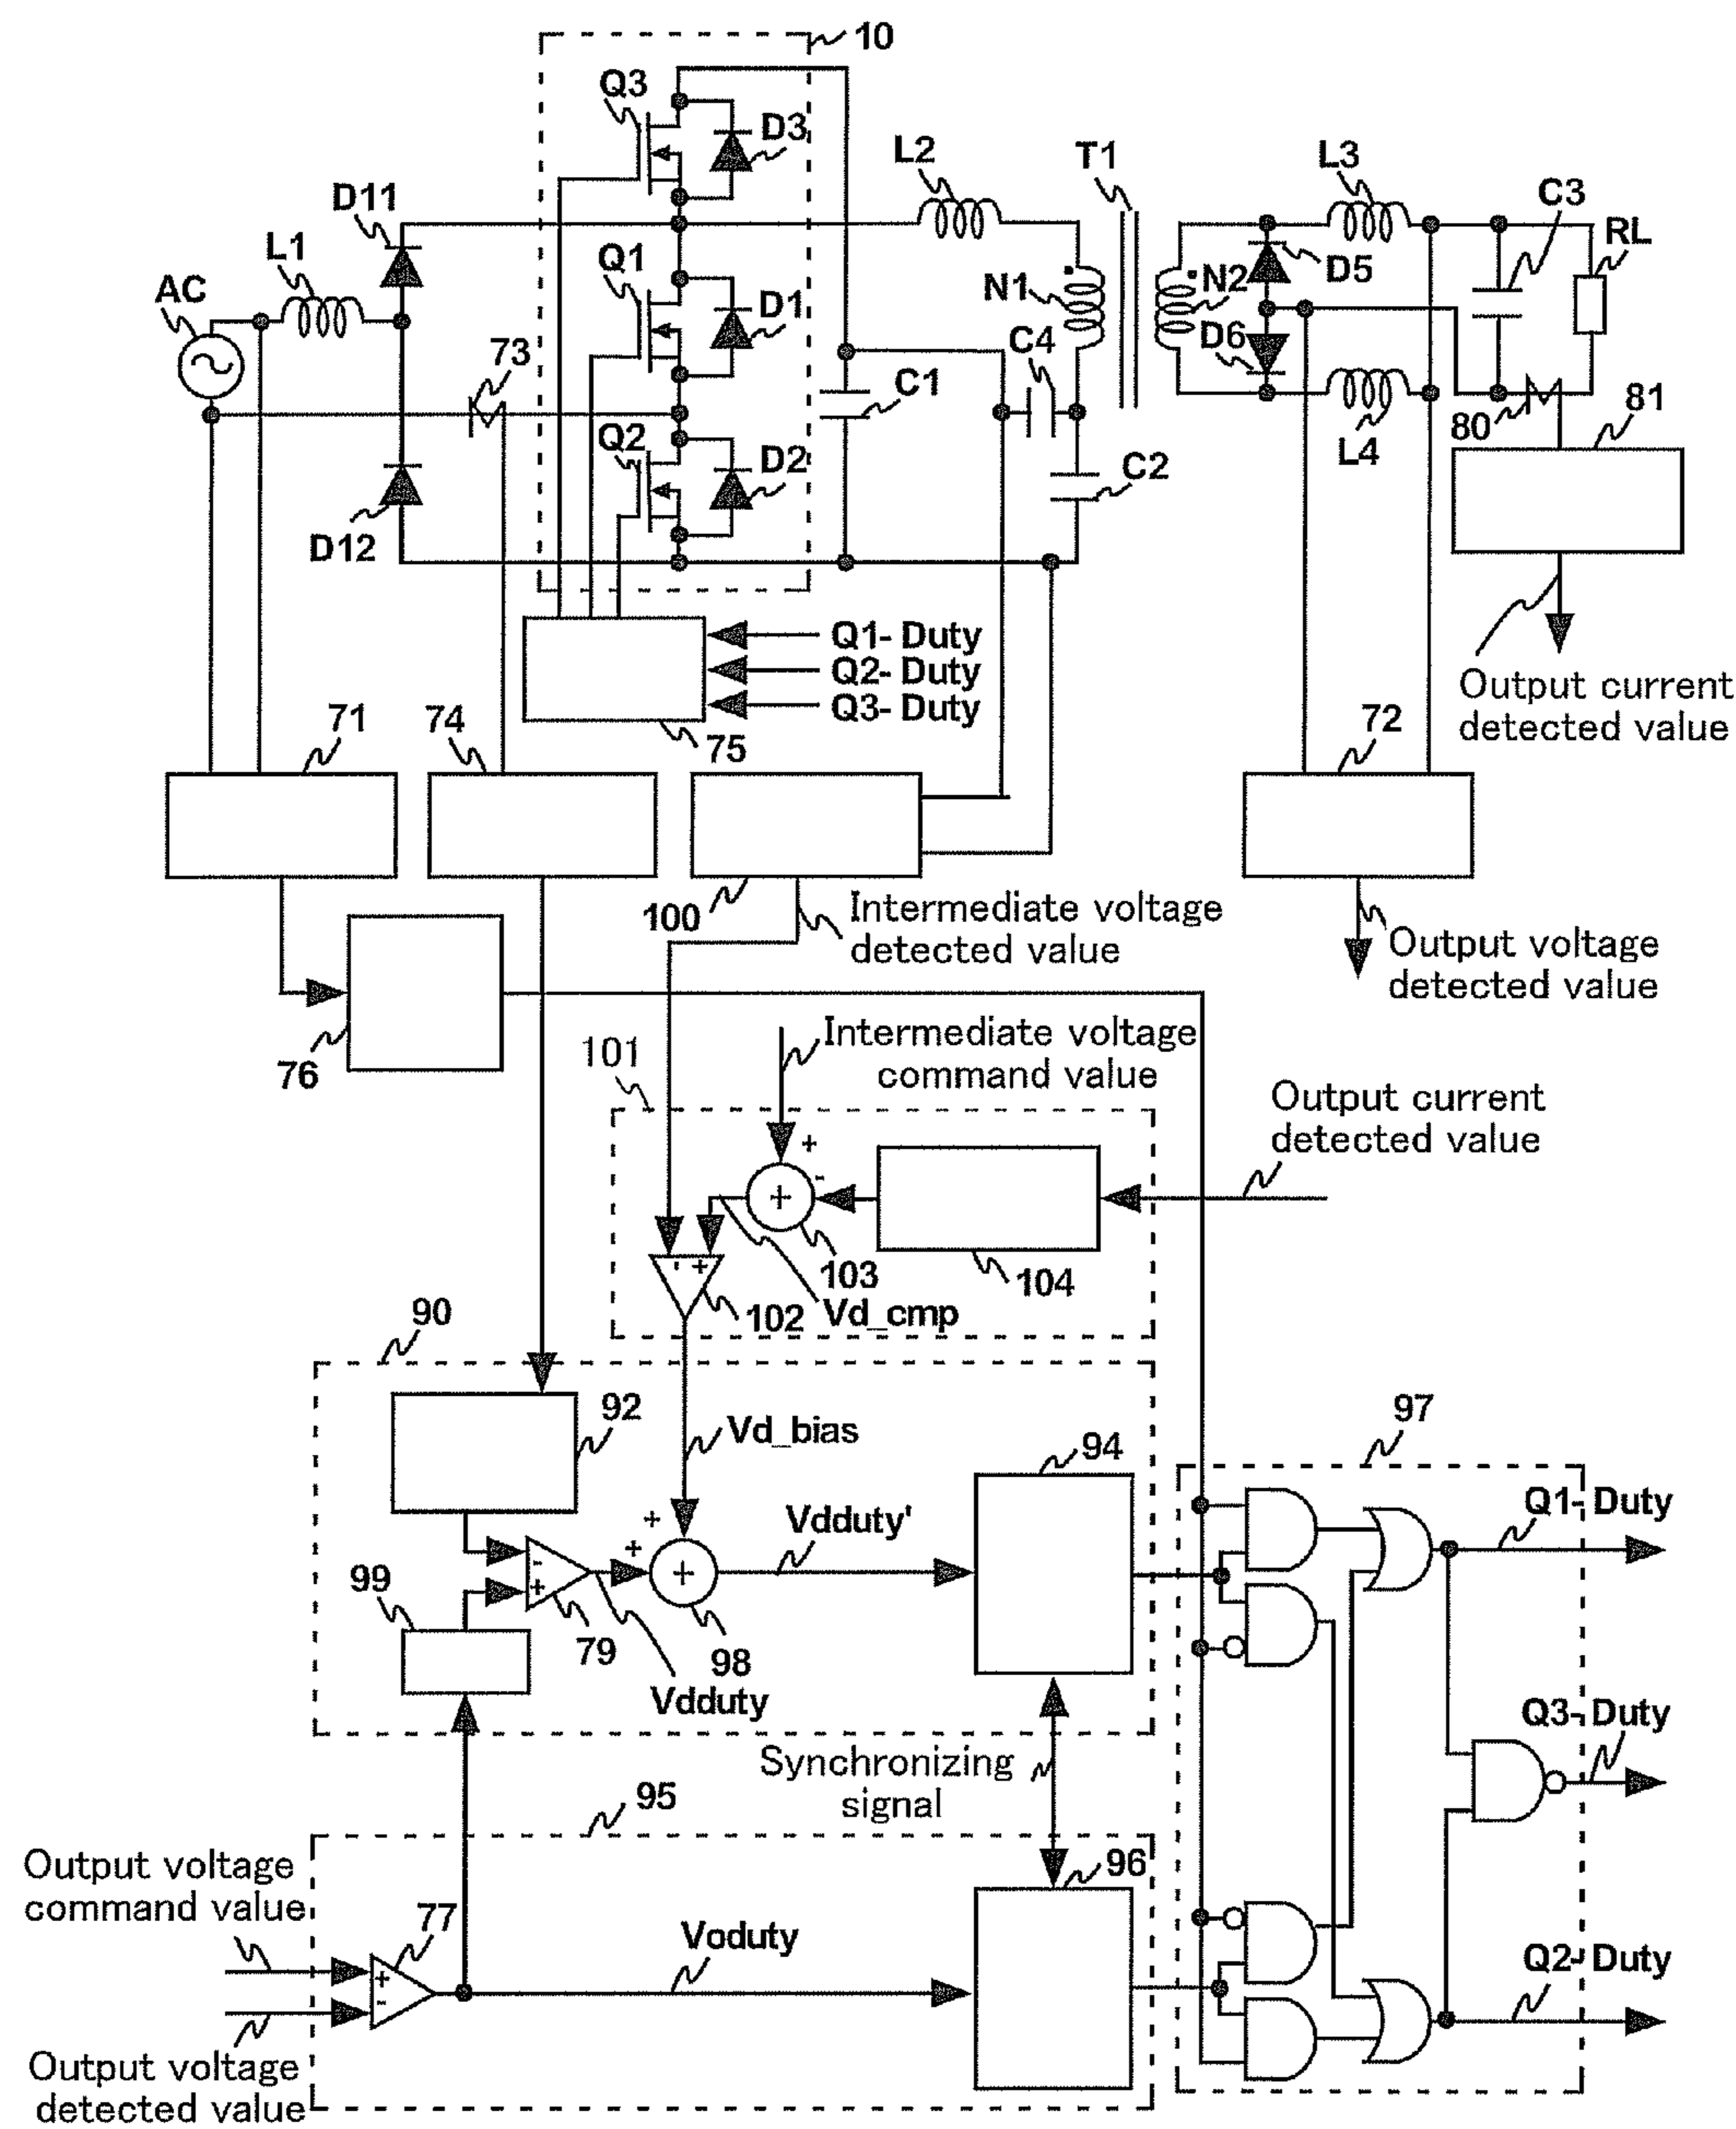 10
Q3
D3
L2
T1
L3
C3
RL
D11
L1
AC
Q1
D1
N1
N2
D5
D6
C4
73
C1
Q2
D2
C2
L4
80
81
D12
Q1- Duty
Q2- Duty
Q3- Duty
Output current
detected value
71
74
75
72
100
Intermediate voltage
detected value
Output voltage
detected value
76
101
Intermediate voltage
command value
Output current
detected value
+
-
+
103
104
- +
102
Vd_cmp
90
92
Vd_bias
94
97
Q1- Duty
+
+
Vdduty'
99
-
+
+
79
98
Vdduty
Q3- Duty
Synchronizing
signal
95
96
Output voltage
command value
77
Voduty
Q2- Duty
+
-
Output voltage
detected value